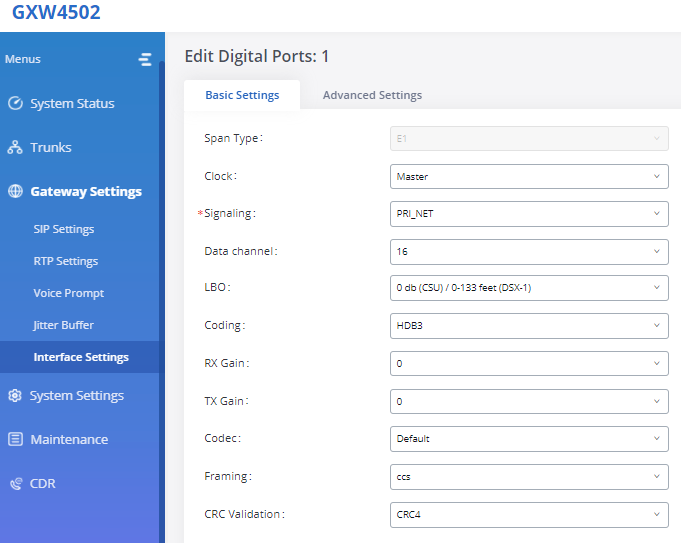 GXW4502
Menus
System Status
Trunks
Gateway Settings
SIP Settings
RTP Settings
Voice Prompt
Jitter Buffer
Interface Settings
System Settings
Maintenance
CDR
Edit Digital Ports: 1
Basic Settings Advanced Settings
Span Type: E1
Clock: Master
*Signaling: PRI_NET
Data channel: 16
LBO: 0 db (CSU) / 0-133 feet (DSX-1)
Coding: HDB3
RX Gain: 0
TX Gain: 0
Codec: Default
Framing: ccs
CRC Validation: CRC4